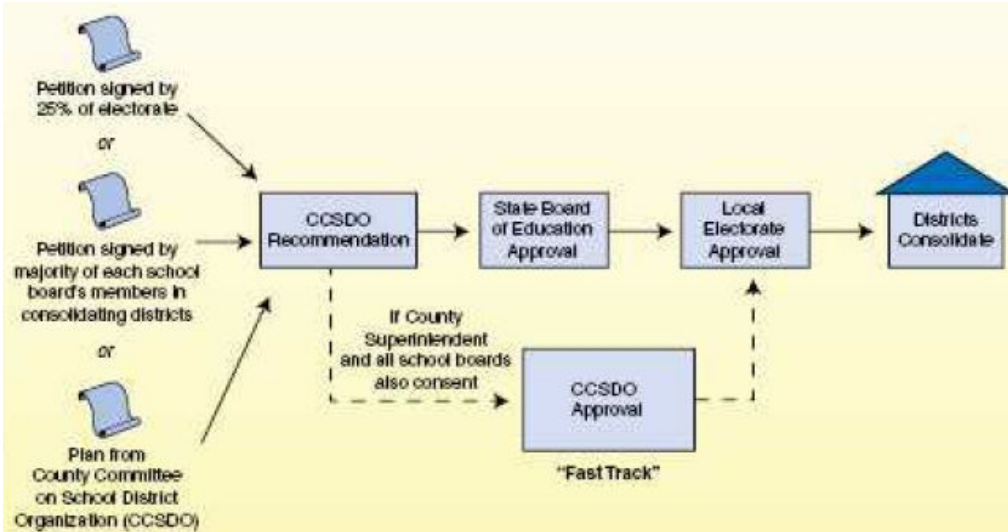 Petition signed by
25% of electorate
or
Petition signed by
majority of each school
board's members in
consolidating districts
or
Plan from
County Committee
on School District
Organization (CCSDO)
CCSDO
Recommendation
State Board
of Education
Approval
Local
Electorate
Approval
Districts
Consolidate
If County
Superintendent
and all school boards
also consent
CCSDO
Approval
"Fast Track"